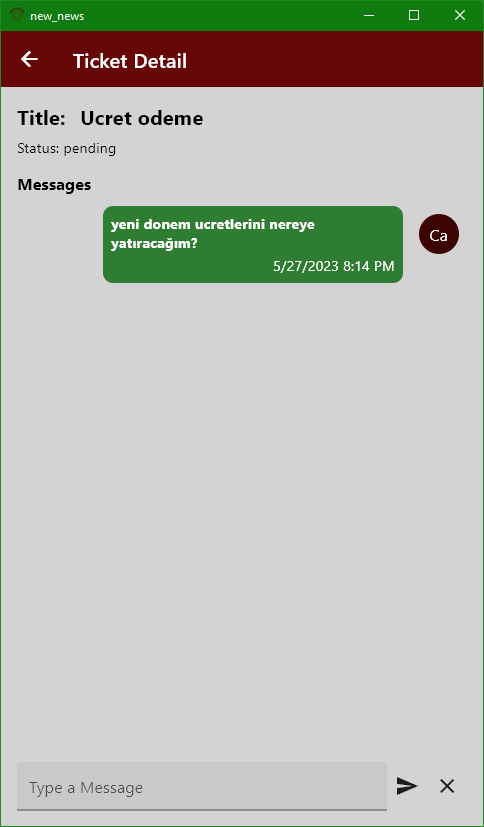 new_news
Ticket Detail
Title: Ucret odeme
Status: pending
Messages
yeni donem ucretlerini nereye
yatıracağım?
5/27/2023 8:14 PM
Ca
Type a Message